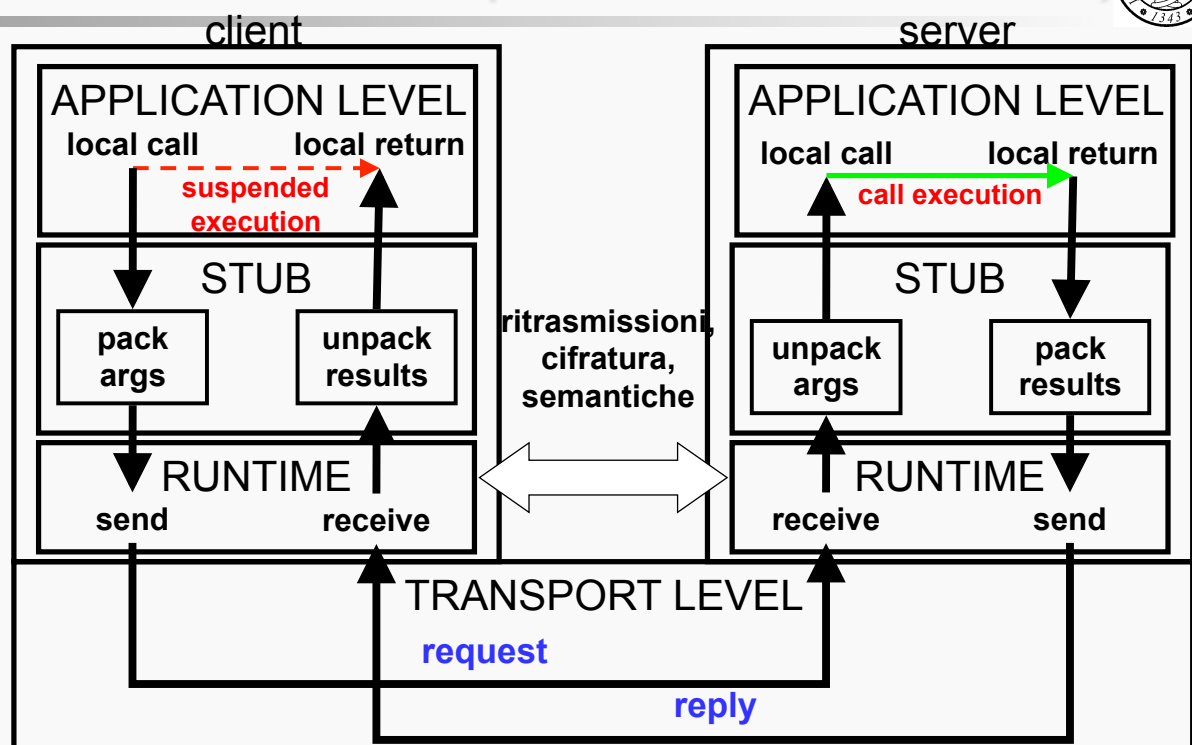 client
server
APPLICATION LEVEL
local call
local return
suspended
execution
STUB
pack
args
unpack
results
RUNTIME
send
receive
ritrasmissioni,
cifratura,
semantiche
APPLICATION LEVEL
local call
local return
call execution
STUB
unpack
args
pack
results
RUNTIME
receive
send
TRANSPORT LEVEL
request
reply
* 1343 *